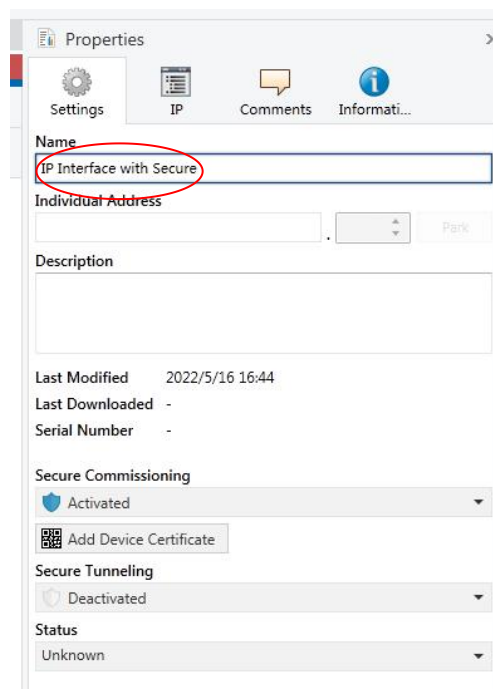 Properties
Settings IP Comments Informati...
Name
IP Interface with Secure
Individual Address
. Park
Description
Last Modified 2022/5/16 16:44
Last Downloaded -
Serial Number -
Secure Commissioning
Activated
Add Device Certificate
Secure Tunneling
Deactivated
Status
Unknown